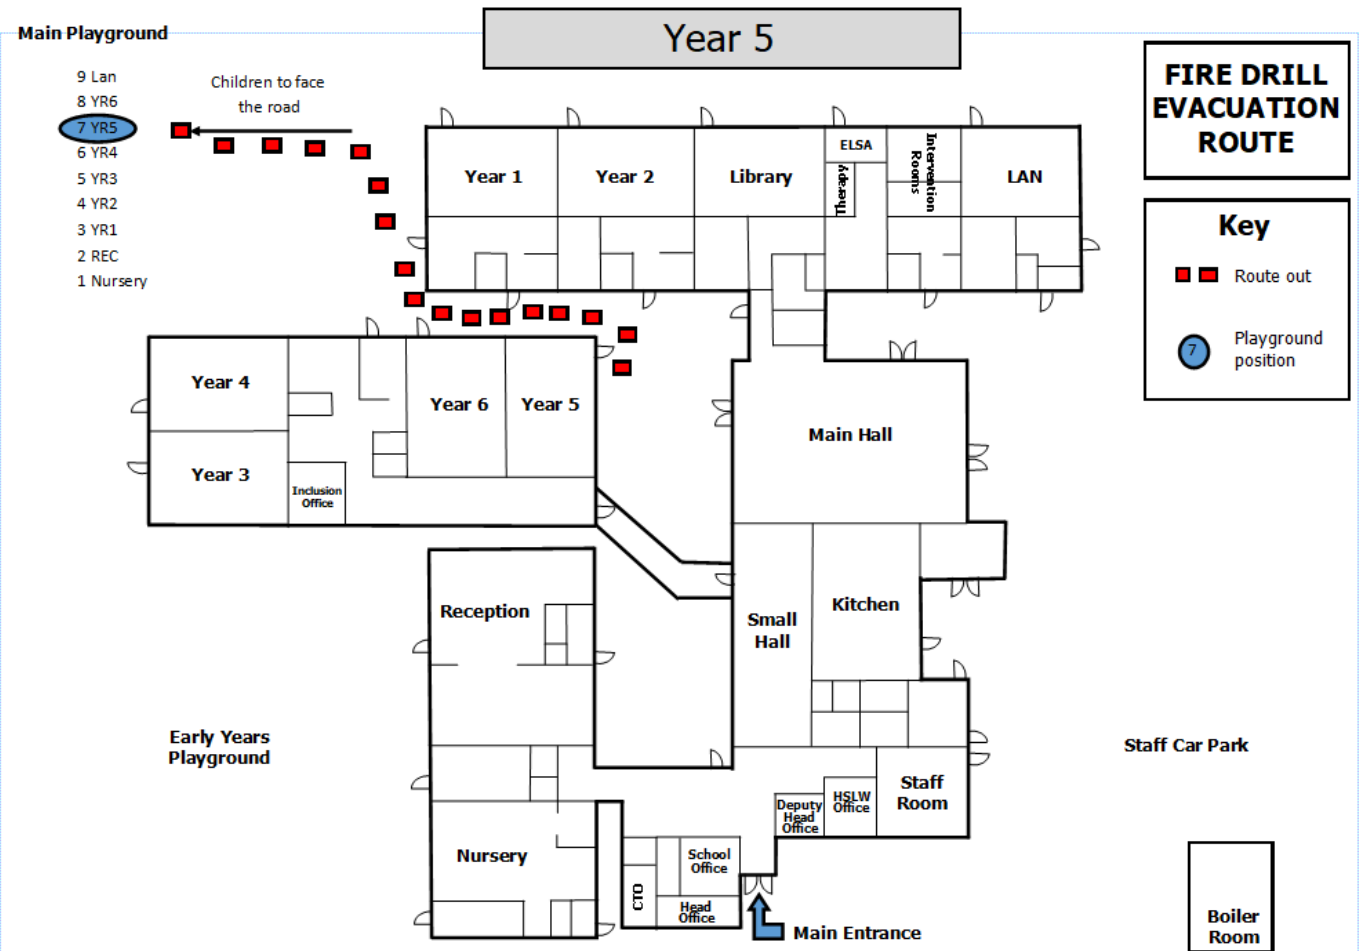 Main Playground
Year 5
FIRE DRILL
EVACUATION
ROUTE
9 Lan
8 YR6
7 YR5
6 YR4
5 YR3
4 YR2
3 YR1
2 REC
1 Nursery
Children to face
the road
Key
Route out
7
Playground
position
Year 1
Year 2
Library
ELSA
Therapy
Intervention
Rooms
LAN
Year 4
Year 3
Inclusion
Office
Year 6
Year 5
Main Hall
Reception
Small
Hall
Kitchen
Early Years
Playground
Staff Car Park
Staff
Room
HSLW
Office
Deputy
Head
Office
Nursery
School
Office
CTO
Head
Office
Main Entrance
Boiler
Room